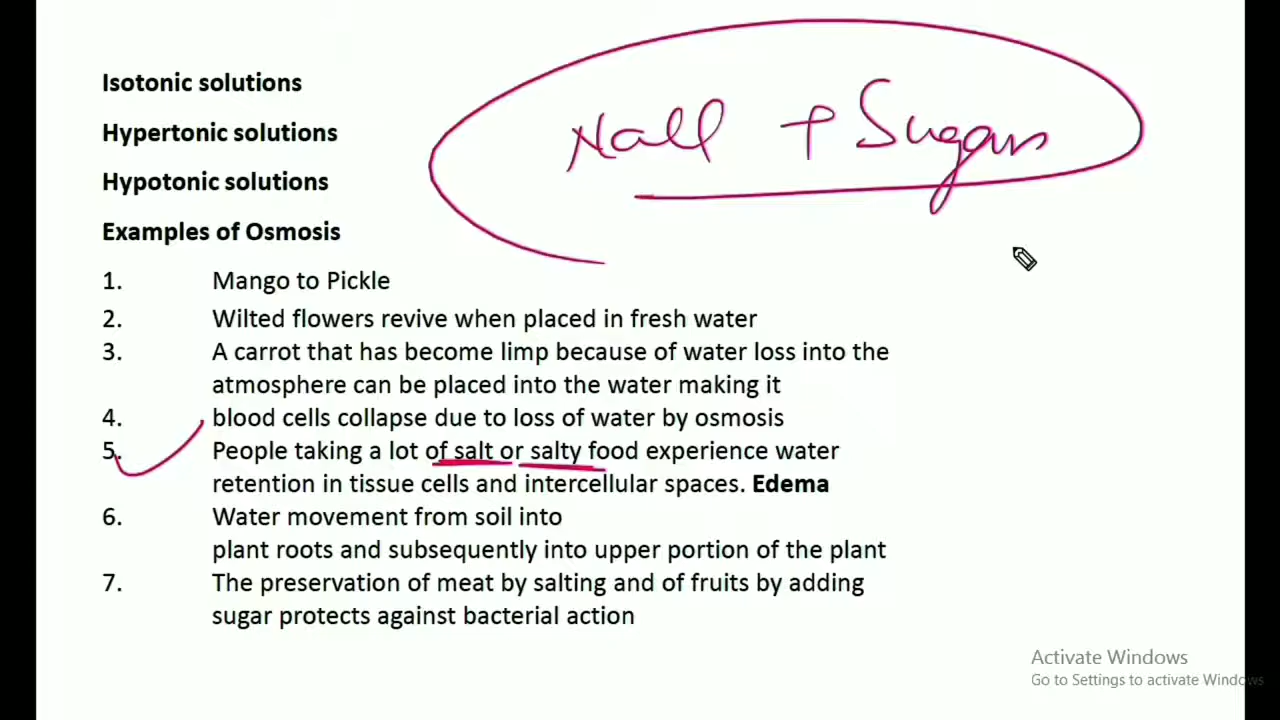 Isotonic solutions
Hypertonic solutions
Hypotonic solutions
Nall + Sugars
Examples of Osmosis
1. Mango to Pickle
2. Wilted flowers revive when placed in fresh water
3. A carrot that has become limp because of water loss into the
atmosphere can be placed into the water making it
4. blood cells collapse due to loss of water by osmosis
5. People taking a lot of salt or salty food experience water
retention in tissue cells and intercellular spaces. Edema
6. Water movement from soil into
plant roots and subsequently into upper portion of the plant
7. The preservation of meat by salting and of fruits by adding
sugar protects against bacterial action
Activate Windows
Go to Settings to activate Windows